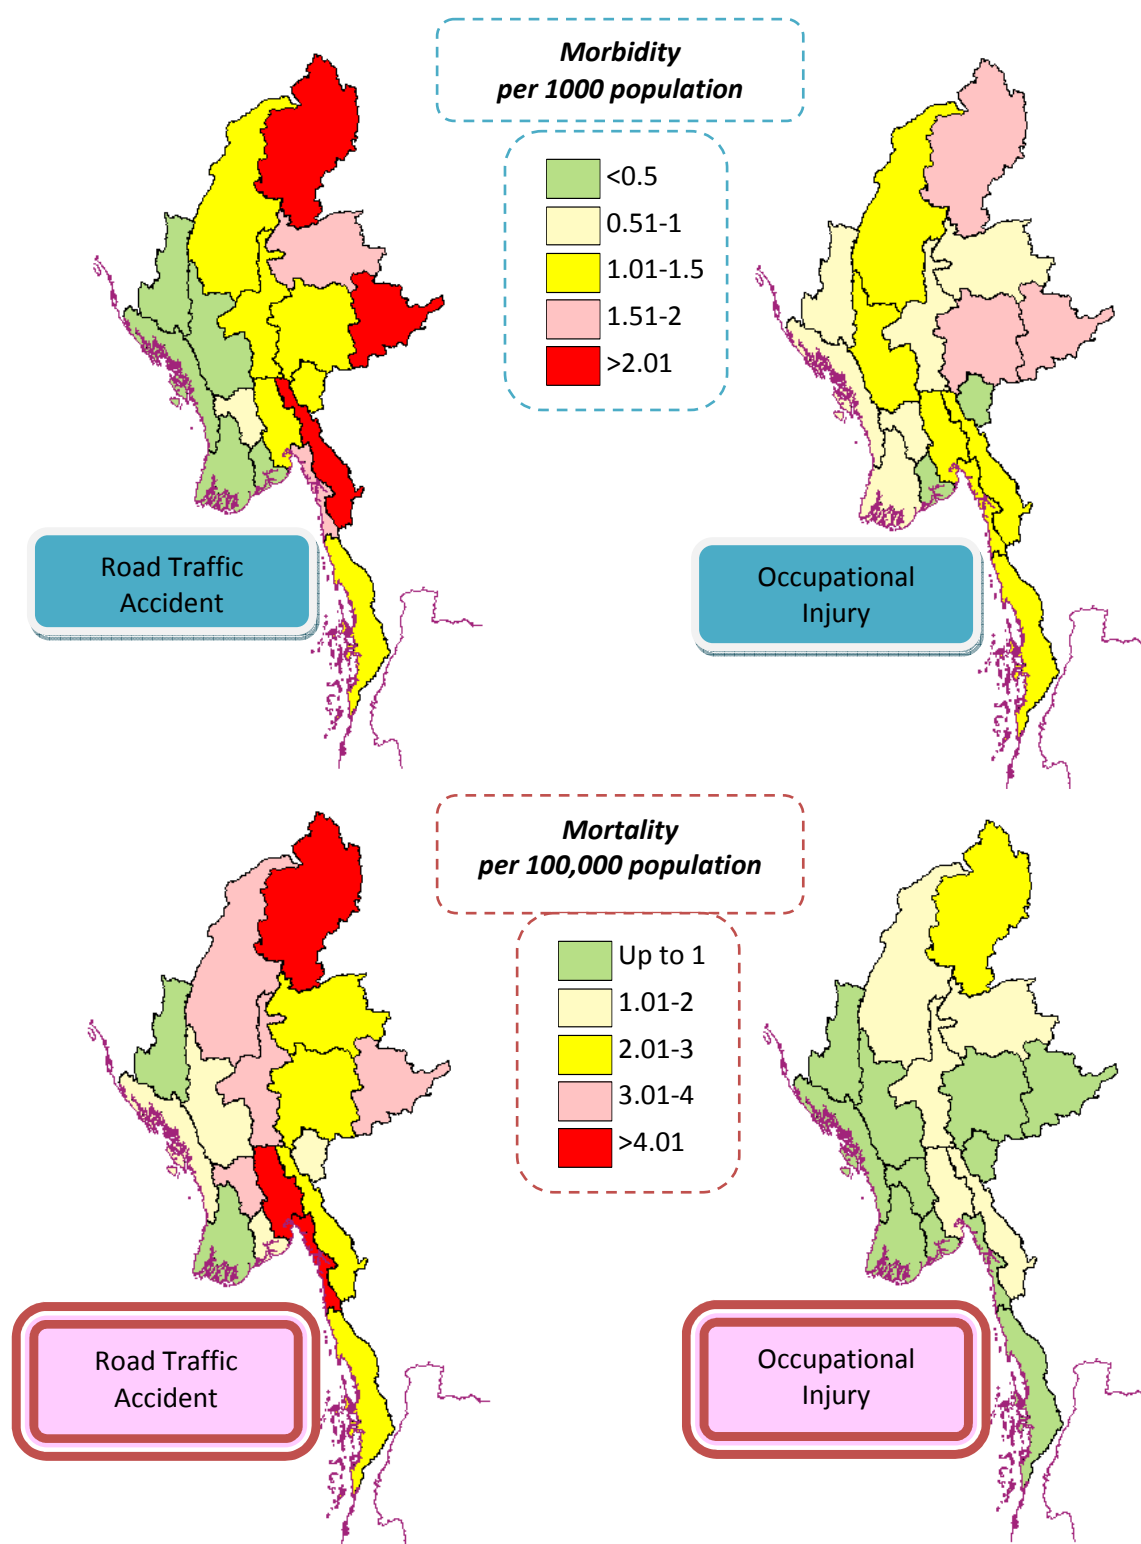 Morbidity
per 1000 population
<0.5
0.51-1
1.01-1.5
1.51-2
>2.01
Road Traffic
Accident
Occupational
Injury
Mortality
per 100,000 population
Up to 1
1.01-2
2.01-3
3.01-4
>4.01
Road Traffic
Accident
Occupational
Injury